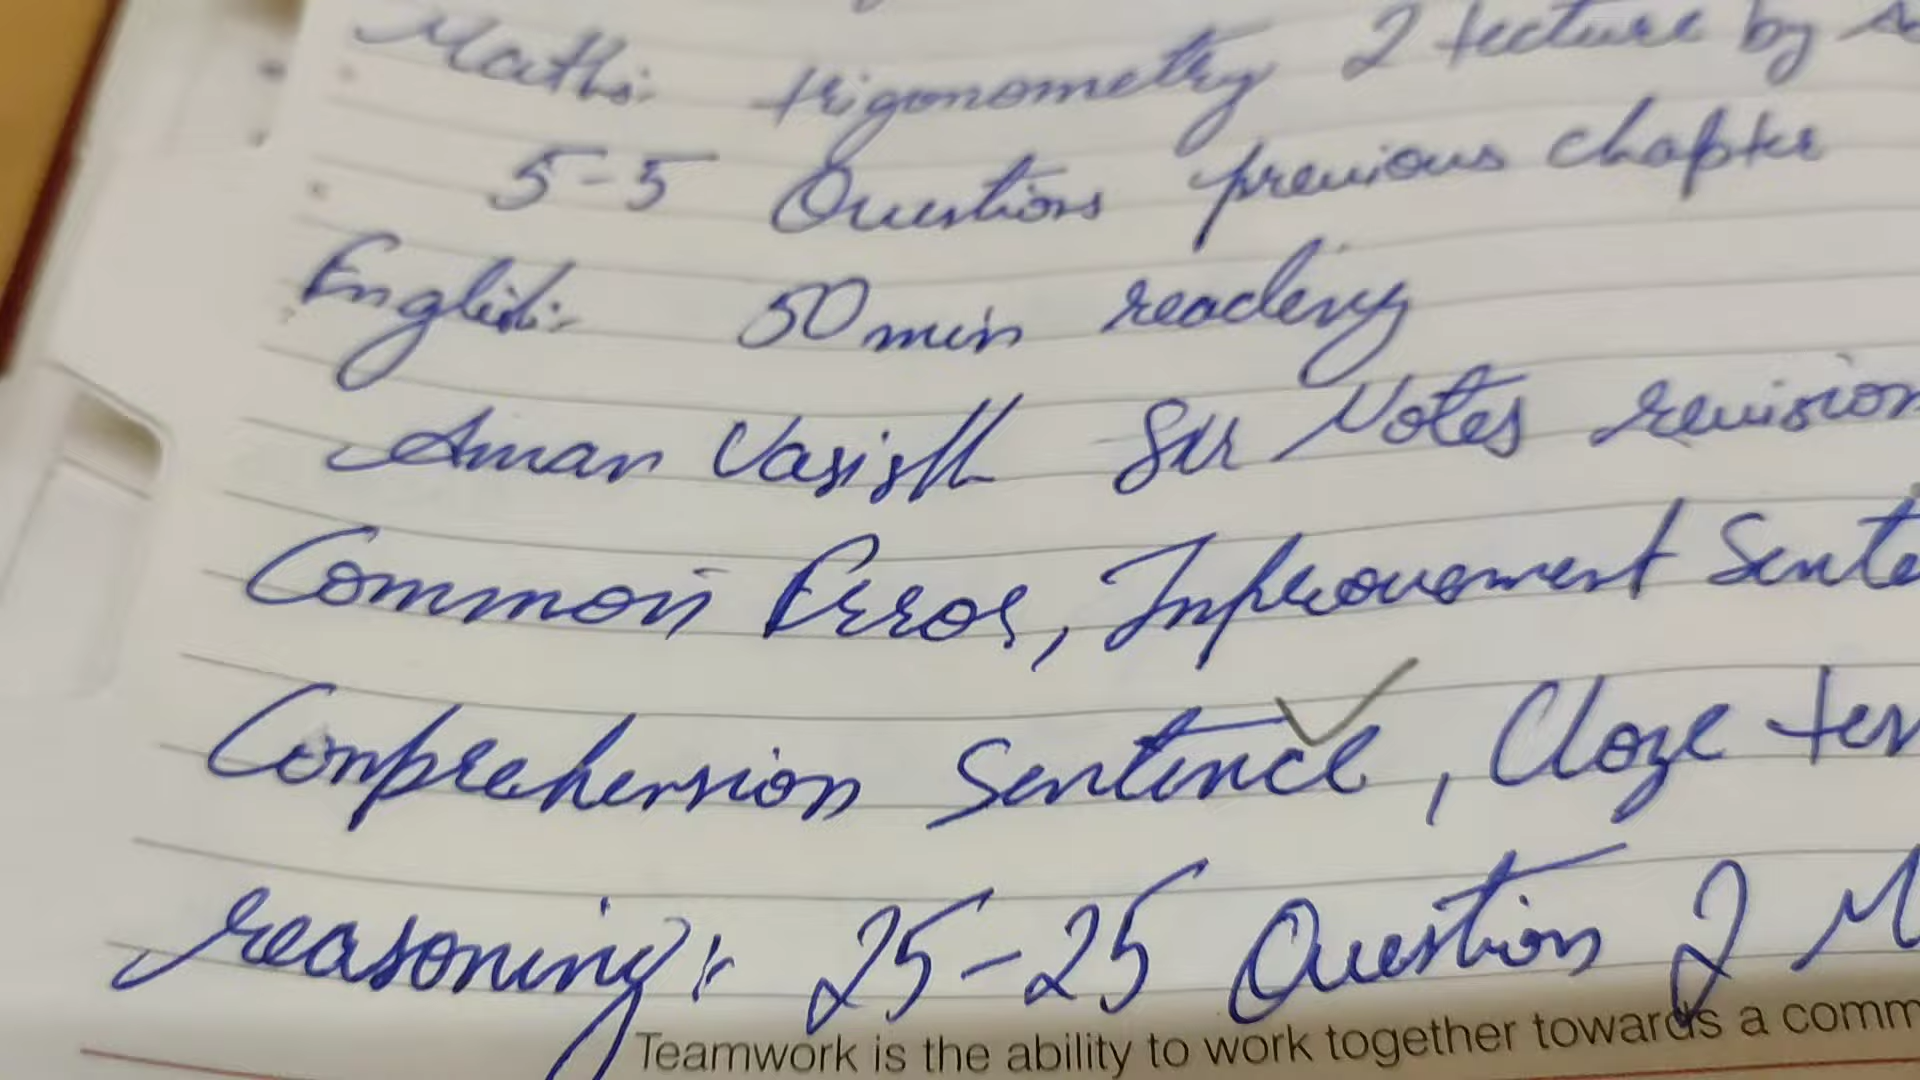 Maths:- trigonometry 2 lecture by
5-5 Questions previous chapter
English:- 50 min reading
Aman Vasisth Sir Notes revision
Common Error, Improvement Sente
Comprehension Sentence, Cloze tes
reasoning:- 25-25 Question 2 M
Teamwork is the ability to work together towards a comm